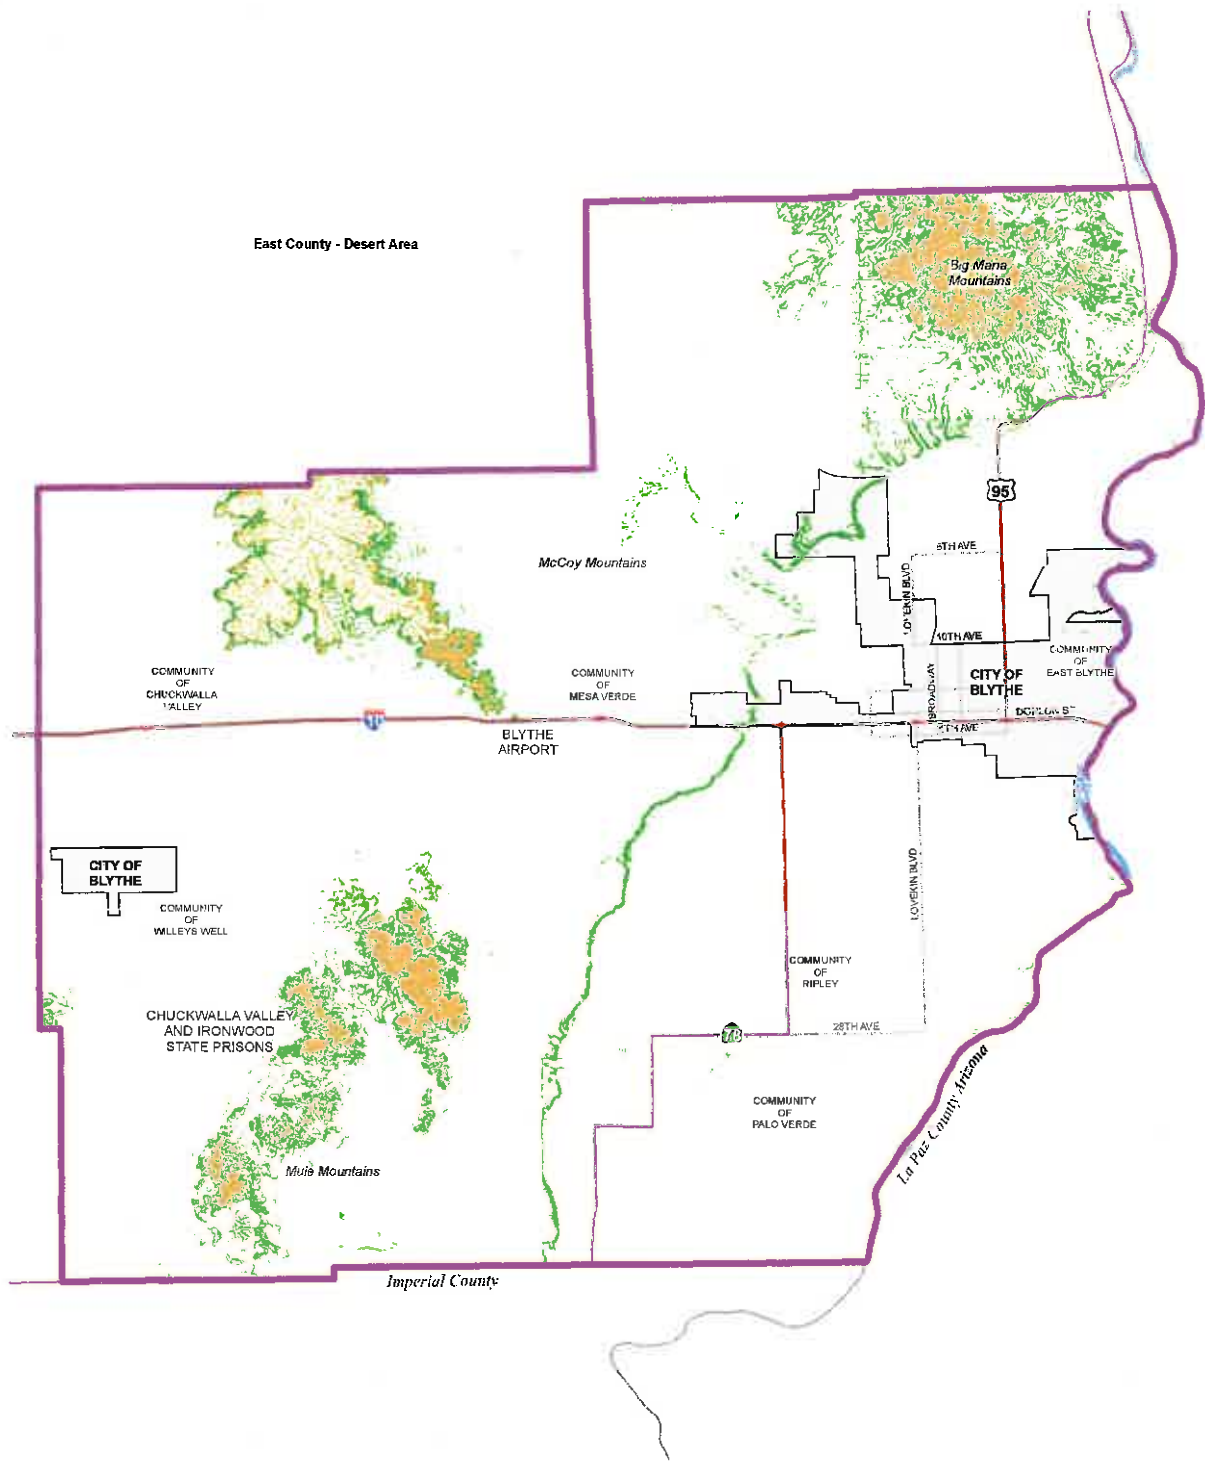 East County - Desert Area
Big Maria
Mountains
95
McCoy Mountains
5TH AVE
LOVEKIN BLVD
10TH AVE
COMMUNITY
OF
EAST BLYTHE
CITY OF
BLYTHE
BROADWAY
COMMUNITY
OF
CHUCKWALLA
VALLEY
COMMUNITY
OF
MESA VERDE
BLYTHE
AIRPORT
CITY OF
BLYTHE
COMMUNITY
OF
WILLEYS WELL
LOVEKIN BLVD
COMMUNITY
OF
RIPLEY
CHUCKWALLA VALLEY
AND IRONWOOD
STATE PRISONS
78
28TH AVE
COMMUNITY
OF
PALO VERDE
La Paz County Arizona
Mule Mountains
Imperial County